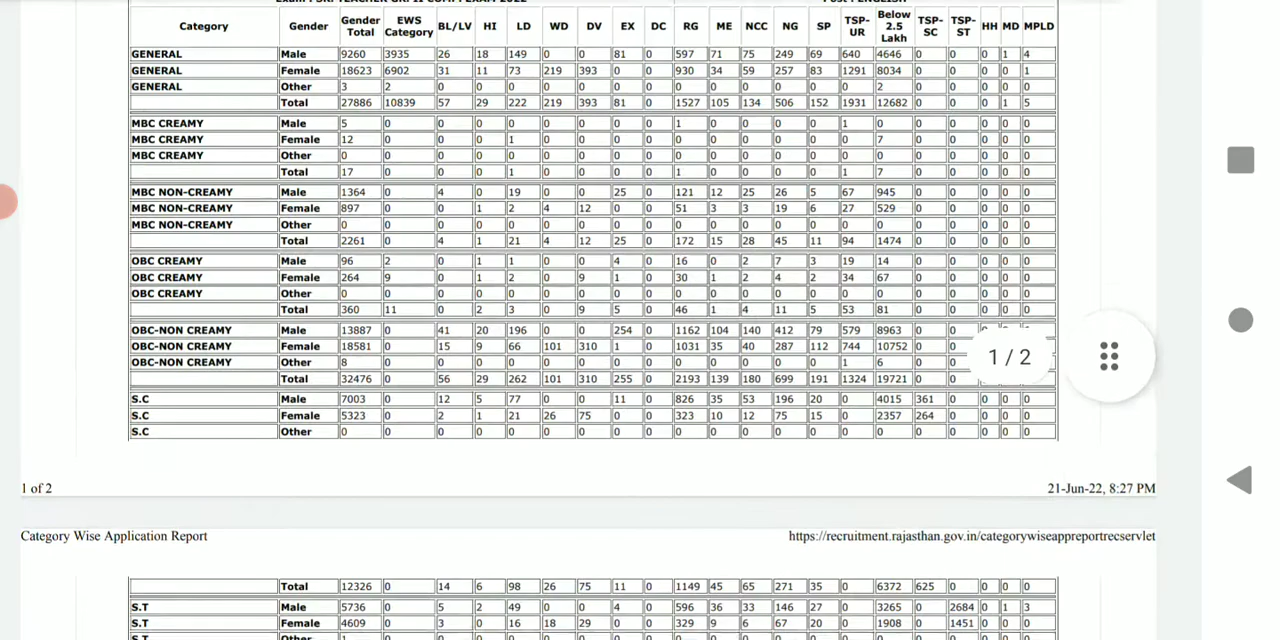 Category Gender Gender Total EWS Category BL/LV HI LD WD DV EX DC RG ME NCC NG SP TSP-UR Below 2.5 Lakh TSP-SC TSP-ST HH MD MPLD
GENERAL Male 9260 3935 26 18 149 0 0 81 0 597 71 75 249 69 640 4646 0 0 0 1 4
GENERAL Female 18623 6902 31 11 73 219 393 0 0 930 34 59 257 83 1291 8034 0 0 0 0 1
GENERAL Other 3 2 0 0 0 0 0 0 0 0 0 0 0 0 0 2 0 0 0 0 0
Total 27886 10839 57 29 222 219 393 81 0 1527 105 134 506 152 1931 12682 0 0 0 1 5
MBC CREAMY Male 5 0 0 0 0 0 0 0 0 1 0 0 0 0 1 0 0 0 0 0 0
MBC CREAMY Female 12 0 0 0 1 0 0 0 0 0 0 0 0 0 0 7 0 0 0 0 0
MBC CREAMY Other 0 0 0 0 0 0 0 0 0 0 0 0 0 0 0 0 0 0 0 0 0
Total 17 0 0 0 1 0 0 0 0 1 0 0 0 0 1 7 0 0 0 0 0
MBC NON-CREAMY Male 1364 0 4 0 19 0 0 25 0 121 12 25 26 5 67 945 0 0 0 0 0
MBC NON-CREAMY Female 897 0 0 1 2 4 12 0 0 51 3 3 19 6 27 529 0 0 0 0 0
MBC NON-CREAMY Other 0 0 0 0 0 0 0 0 0 0 0 0 0 0 0 0 0 0 0 0 0
Total 2261 0 4 1 21 4 12 25 0 172 15 28 45 11 94 1474 0 0 0 0 0
OBC CREAMY Male 96 2 0 1 1 0 0 4 0 16 0 2 7 3 19 14 0 0 0 0 0
OBC CREAMY Female 264 9 0 1 2 0 9 1 0 30 1 2 4 2 34 67 0 0 0 0 0
OBC CREAMY Other 0 0 0 0 0 0 0 0 0 0 0 0 0 0 0 0 0 0 0 0 0
Total 360 11 0 2 3 0 9 5 0 46 1 4 11 5 53 81 0 0 0 0 0
OBC-NON CREAMY Male 13887 0 41 20 196 0 0 254 0 1162 104 140 412 79 579 8963 0 0
OBC-NON CREAMY Female 18581 0 15 9 66 101 310 1 0 1031 35 40 287 112 744 10752 0 0
OBC-NON CREAMY Other 8 0 0 0 0 0 0 0 0 0 0 0 0 0 1 6 0 0
Total 32476 0 56 29 262 101 310 255 0 2193 139 180 699 191 1324 19721 0 0
1 / 2
S.C Male 7003 0 12 5 77 0 0 11 0 826 35 53 196 20 0 4015 361 0 0 0 0
S.C Female 5323 0 2 1 21 26 75 0 0 323 10 12 75 15 0 2357 264 0 0 0 0
S.C Other 0 0 0 0 0 0 0 0 0 0 0 0 0 0 0 0 0 0 0 0 0
1 of 2 21-Jun-22, 8:27 PM
Category Wise Application Report https://recruitment.rajasthan.gov.in/categorywiseappreportrecservlet
Total 12326 0 14 6 98 26 75 11 0 1149 45 65 271 35 0 6372 625 0 0 0 0
S.T Male 5736 0 5 2 49 0 0 4 0 596 36 33 146 27 0 3265 0 2684 0 1 3
S.T Female 4609 0 3 0 16 18 29 0 0 329 9 6 67 20 0 1908 0 1451 0 0 0
S.T Other 1